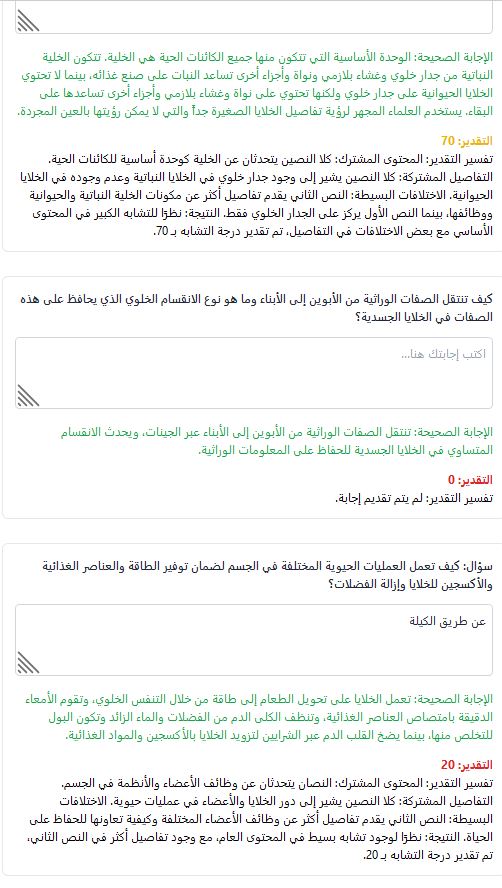 الإجابة الصحيحة: الوحدة الأساسية التي تتكون منها جميع الكائنات الحية هي الخلية. تتكون الخلية
النباتية من جدار خلوي وغشاء بلازمي ونواة وأجزاء أخرى تساعد النبات على صنع غذائه، بينما لا تحتوي
الخلايا الحيوانية على جدار خلوي ولكنها تحتوي على نواة وغشاء بلازمي وأجزاء أخرى تساعدها على
البقاء. يستخدم العلماء المجهر لرؤية تفاصيل الخلايا الصغيرة جداً والتي لا يمكن رؤيتها بالعين المجردة.
التقدير: 70
تفسير التقدير: المحتوى المشترك: كلا النصين يتحدثان عن الخلية كوحدة أساسية للكائنات الحية.
التفاصيل المشتركة: كلا النصين يشير إلى وجود جدار خلوي في الخلايا النباتية وعدم وجوده في الخلايا
الحيوانية. الاختلافات البسيطة: النص الثاني يقدم تفاصيل أكثر عن مكونات الخلية النباتية والحيوانية
ووظائفها، بينما النص الأول يركز على الجدار الخلوي فقط. النتيجة: نظرًا للتشابه الكبير في المحتوى
الأساسي مع بعض الاختلافات في التفاصيل، تم تقدير درجة التشابه بـ 70.
كيف تنتقل الصفات الوراثية من الأبوين إلى الأبناء وما هو نوع الانقسام الخلوي الذي يحافظ على هذه
الصفات في الخلايا الجسدية؟
اكتب إجابتك هنا...
الإجابة الصحيحة: تنتقل الصفات الوراثية من الأبوين إلى الأبناء عبر الجينات، ويحدث الانقسام
المتساوي في الخلايا الجسدية للحفاظ على المعلومات الوراثية.
التقدير: 0
تفسير التقدير: لم يتم تقديم إجابة.
سؤال: كيف تعمل العمليات الحيوية المختلفة في الجسم لضمان توفير الطاقة والعناصر الغذائية
والأكسجين للخلايا وإزالة الفضلات؟
عن طريق الكيلة
الإجابة الصحيحة: تعمل الخلايا على تحويل الطعام إلى طاقة من خلال التنفس الخلوي، وتقوم الأمعاء
الدقيقة بامتصاص العناصر الغذائية، وتنظف الكلى الدم من الفضلات والماء الزائد وتكون البول
للتخلص منها، بينما يضخ القلب الدم عبر الشرايين لتزويد الخلايا بالأكسجين والمواد الغذائية.
التقدير: 20
تفسير التقدير: المحتوى المشترك: النصان يتحدثان عن وظائف الأعضاء والأنظمة في الجسم.
التفاصيل المشتركة: كلا النصين يشير إلى دور الخلايا والأعضاء في عمليات حيوية. الاختلافات
البسيطة: النص الثاني يقدم تفاصيل أكثر عن وظائف الأعضاء المختلفة وكيفية تعاونها للحفاظ على
الحياة. النتيجة: نظرًا لوجود تشابه بسيط في المحتوى العام، مع وجود تفاصيل أكثر في النص الثاني،
تم تقدير درجة التشابه بـ 20.